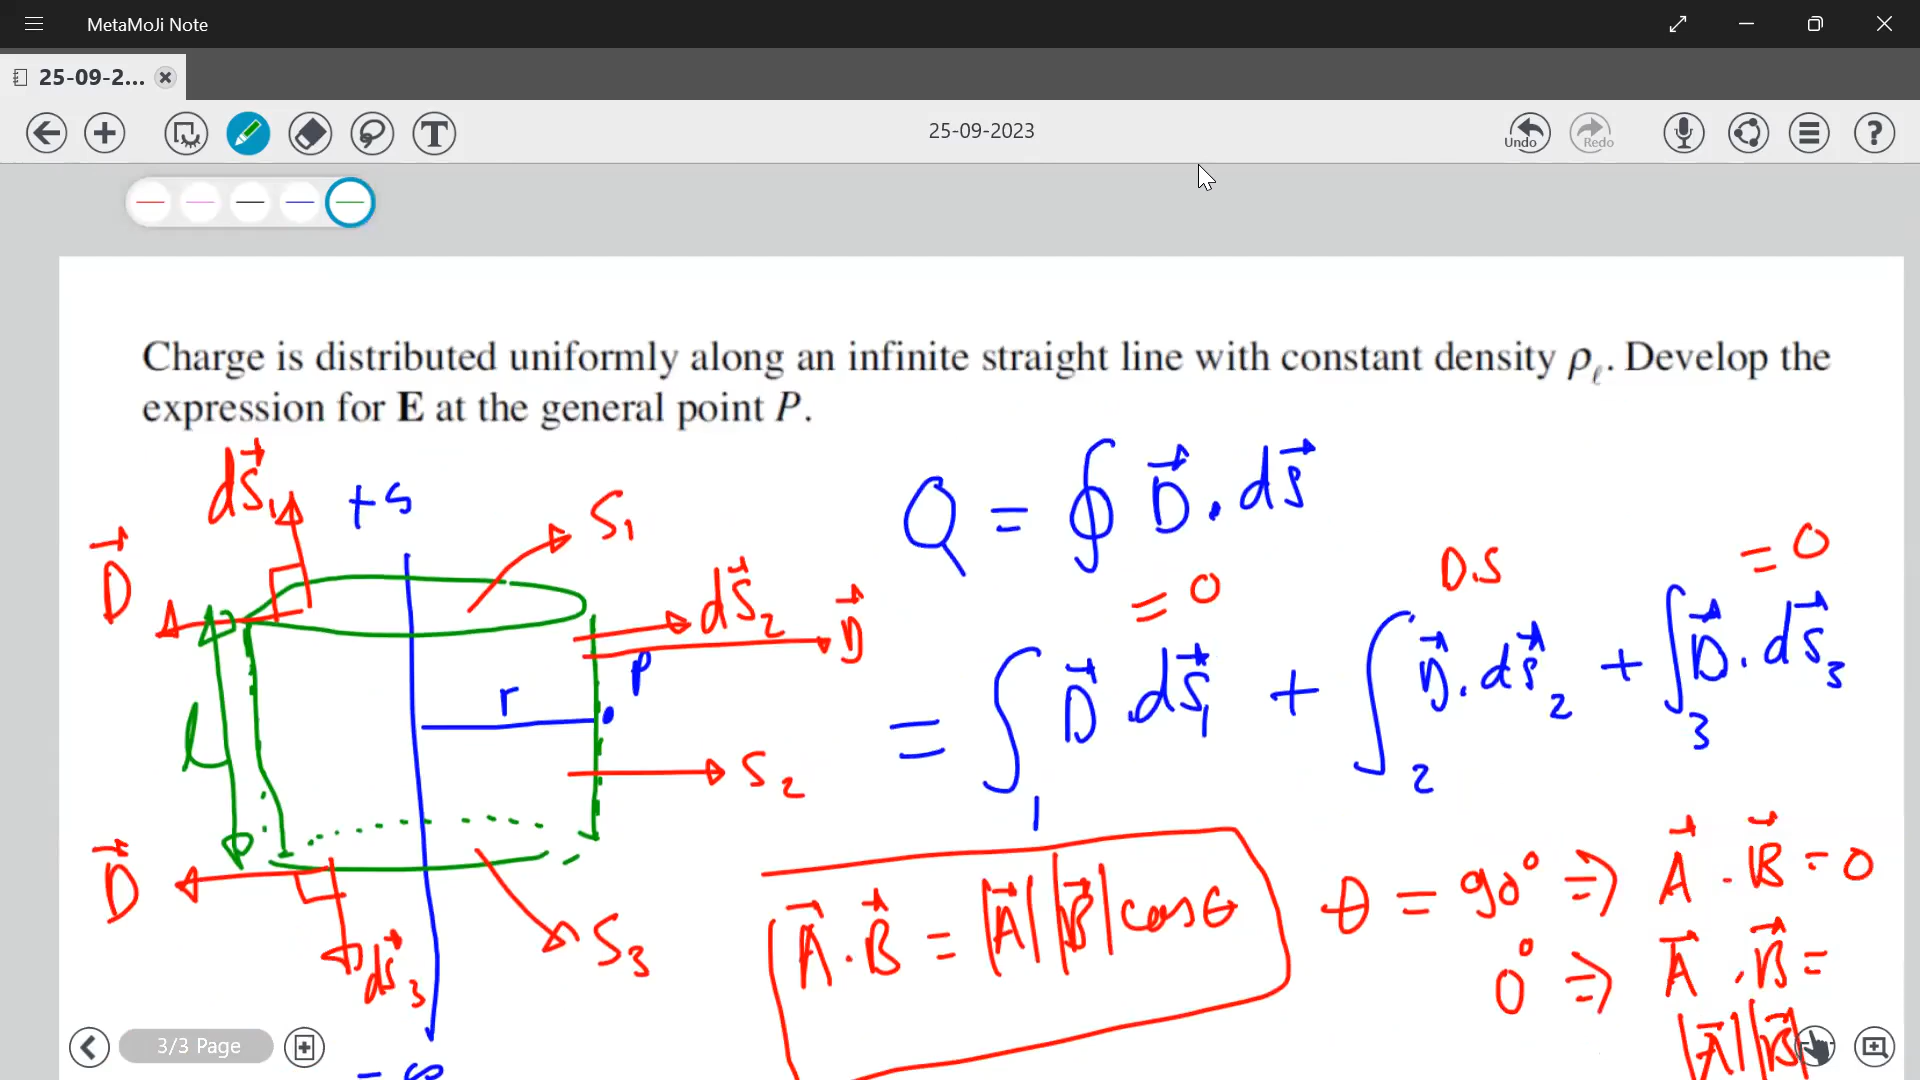 MetaMoJi Note
25-09-2...
25-09-2023
Undo
Redo
Charge is distributed uniformly along an infinite straight line with constant density ρℓ. Develop the
expression for E at the general point P.
dS⃗₁
S₁
D⃗
dS⃗₂
D⃗
P
r
l
S₂
D⃗
dS⃗₃
S₃
- ∞
Q = ∮ D⃗ . dS⃗
= 0
D.S
= 0
= ∫₁ D⃗ . dS⃗₁ + ∫₂ D⃗ . dS⃗₂ + ∫₃ D⃗ . dS⃗₃
A⃗ . B⃗ = |A⃗| |B⃗| cosθ
θ = 90° ⇒ A⃗ . B⃗ = 0
0° ⇒ A⃗ . B⃗ =
|A⃗| |B⃗|
3/3 Page